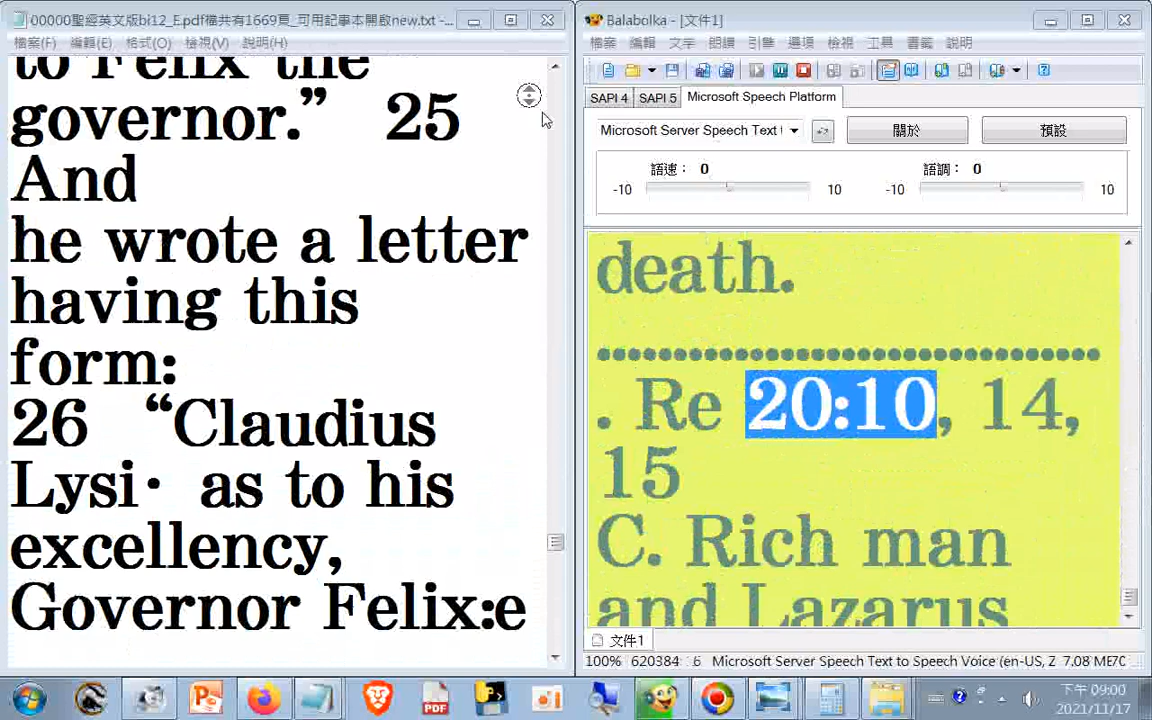 00000聖經英文版bi12_E.pdf檔共有1669頁_可用記事本開啟new.txt -...
檔案(F) 編輯(E) 格式(O) 檢視(V) 說明(H)
to Felix the
governor.” 25
And
he wrote a letter
having this
form:
26 “Claudius
Lysi· as to his
excellency,
Governor Felix:e
Balabolka - [文件1]
檔案 編輯 文字 朗讀 引擎 選項 檢視 工具 書籤 說明
SAPI 4 SAPI 5 Microsoft Speech Platform
Microsoft Server Speech Text 關於 預設
語速： 0 語調： 0
-10 10 -10 10
death.
. Re 20:10, 14,
15
C. Rich man
and Lazarus
文件1
100% 620384 6 Microsoft Server Speech Text to Speech Voice (en-US, Z 7.08
PDF
下午 09:00
2021/11/17